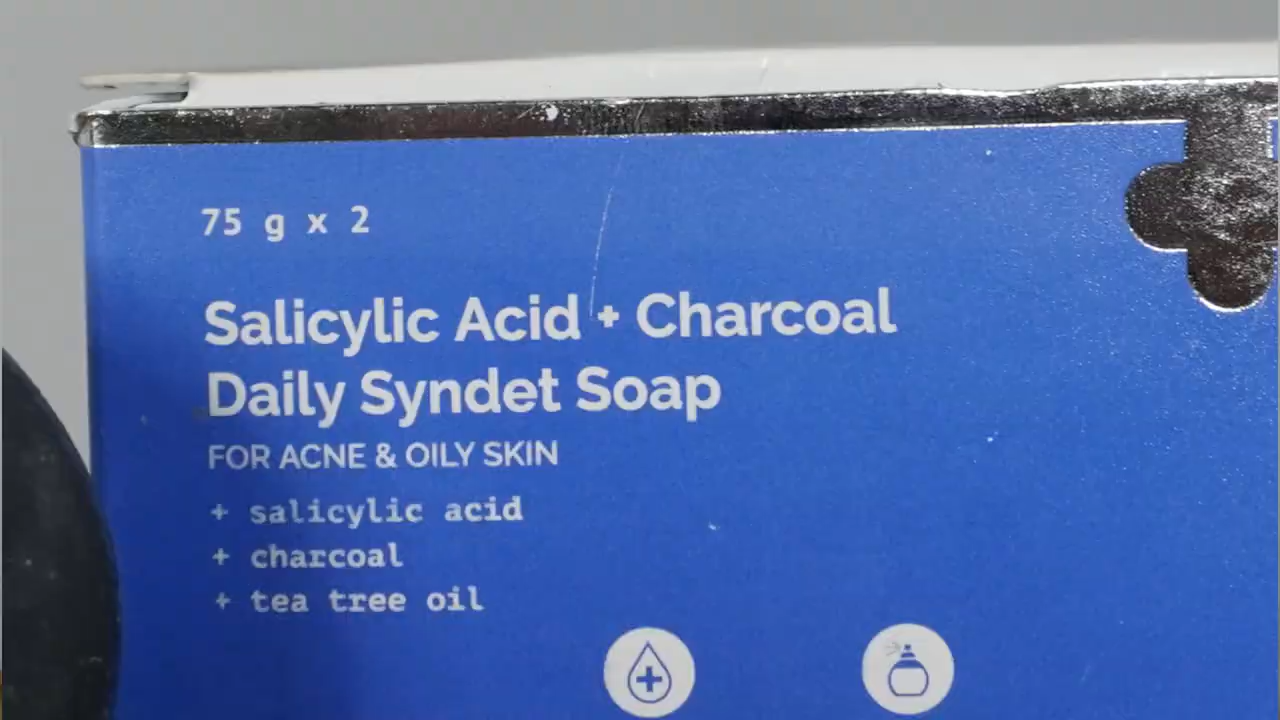 75 g x 2
Salicylic Acid + Charcoal
Daily Syndet Soap
FOR ACNE & OILY SKIN
+ salicylic acid
+ charcoal
+ tea tree oil